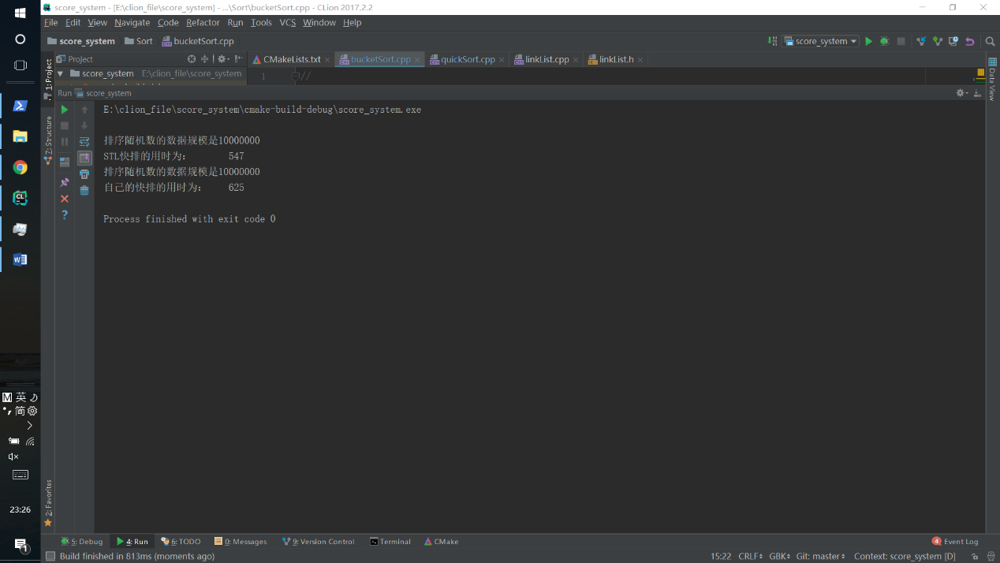 score_system - [E:\clion_file\score_system] - ...\Sort\bucketSort.cpp - CLion 2017.2.2
File Edit View Navigate Code Refactor Run Tools VCS Window Help
score_system Sort bucketSort.cpp score_system
1: Project
Project
CMakeLists.txt bucketSort.cpp quickSort.cpp linkList.cpp linkList.h
Data View
score_system E:\clion_file\score_system
1 //
Run score_system
E:\clion_file\score_system\cmake-build-debug\score_system.exe
Z: Structure
排序随机数的数据规模是10000000
STL快排的用时为: 547
排序随机数的数据规模是10000000
自己的快排的用时为: 625
Process finished with exit code 0
M 英
简
23:26
2: Favorites
5: Debug 4: Run 6: TODO 0: Messages 9: Version Control Terminal CMake 4 Event Log
1
Build finished in 813ms (moments ago) 15:22 CRLF GBK Git: master Context: score_system [D]